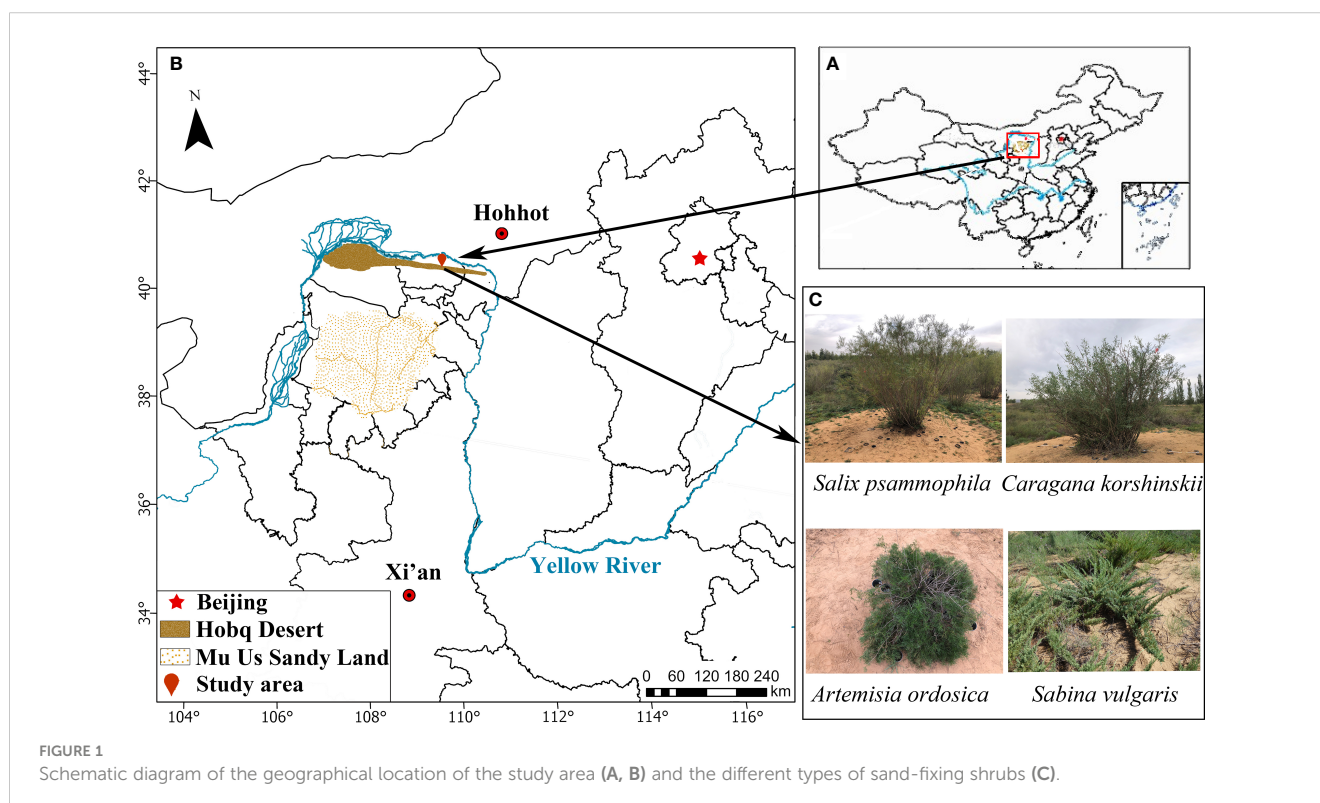 B
A
N
44°
42°
40°
38°
36°
34°
Hohhot
Xi'an
Yellow River
Beijing
Hobq Desert
Mu Us Sandy Land
Study area
0 60 120 180 240
km
104° 106° 108° 110° 112° 114° 116°
C
Salix psammophila Caragana korshinskii
Artemisia ordosica Sabina vulgaris
FIGURE 1
Schematic diagram of the geographical location of the study area (A, B) and the different types of sand-fixing shrubs (C).